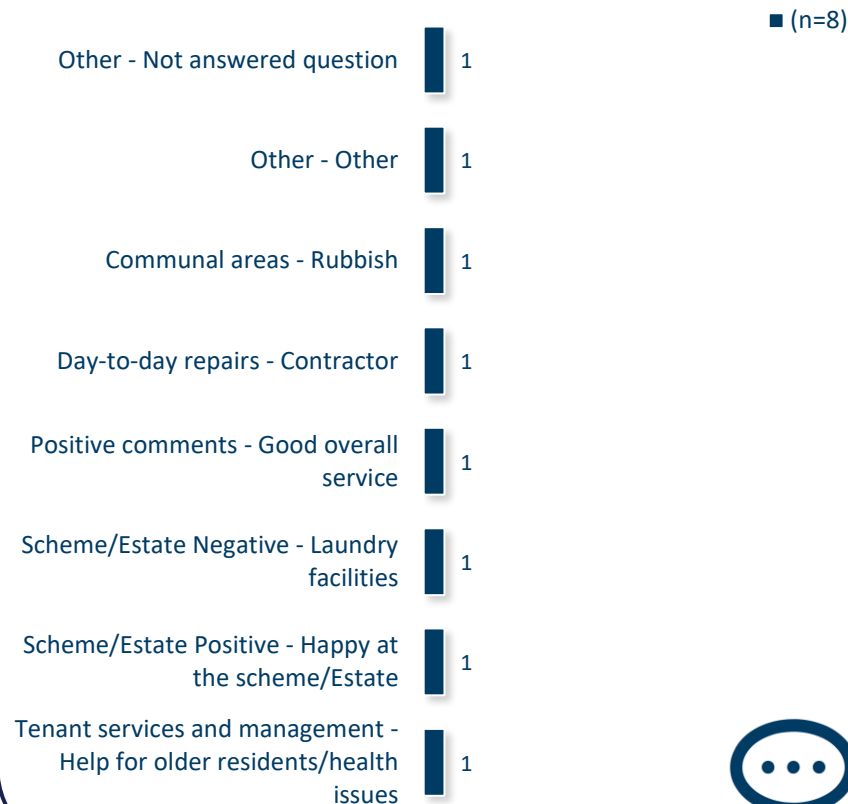 (n=8)
Other - Not answered question 1
Other - Other 1
Communal areas - Rubbish 1
Day-to-day repairs - Contractor 1
Positive comments - Good overall
service 1
Scheme/Estate Negative - Laundry
facilities 1
Scheme/Estate Positive - Happy at
the scheme/Estate 1
Tenant services and management -
Help for older residents/health 1
issues